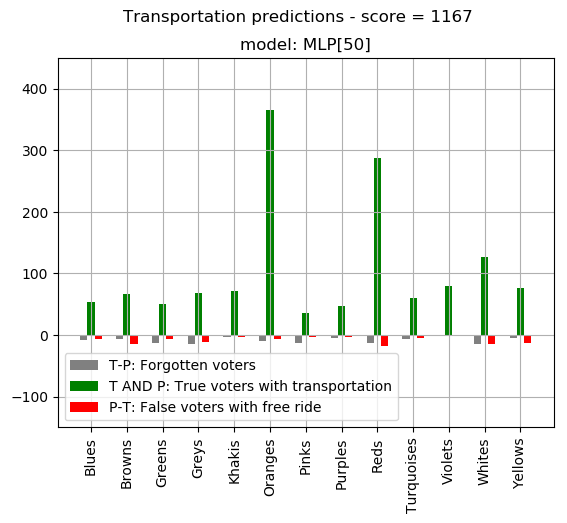 Transportation predictions - score = 1167
model: MLP[50]
400
300
200
100
0
−100
T-P: Forgotten voters
T AND P: True voters with transportation
P-T: False voters with free ride
Blues
Browns
Greens
Greys
Khakis
Oranges
Pinks
Purples
Reds
Turquoises
Violets
Whites
Yellows